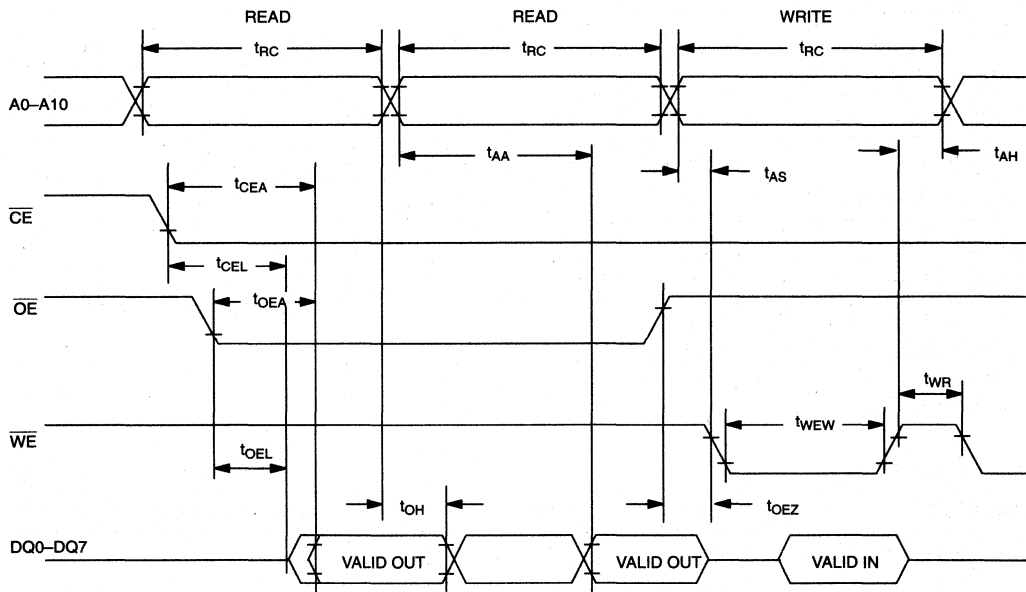 READ READ WRITE
tRC tRC tRC
A0–A10
tAA tAS tAH
tCEA
CE
tCEL
tOEA
OE
tWR
WE tWEW
tOEL
tOH tOEZ
DQ0–DQ7
VALID OUT VALID OUT VALID IN